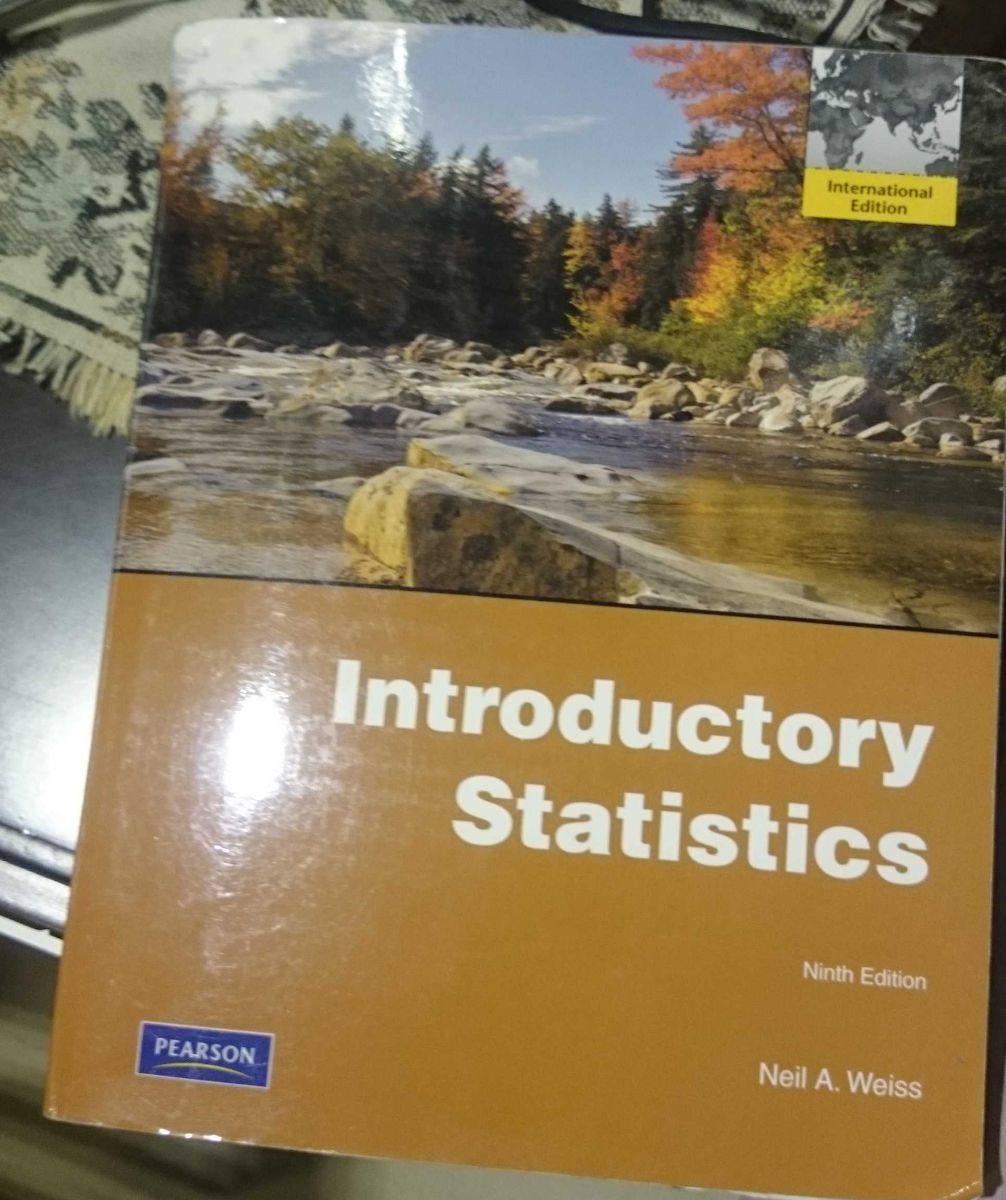 International
Edition
Introductory
Statistics
Ninth Edition
PEARSON
Neil A. Weiss